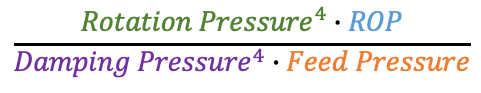 Rotation Pressure⁴ · ROP
Damping Pressure⁴ · Feed Pressure